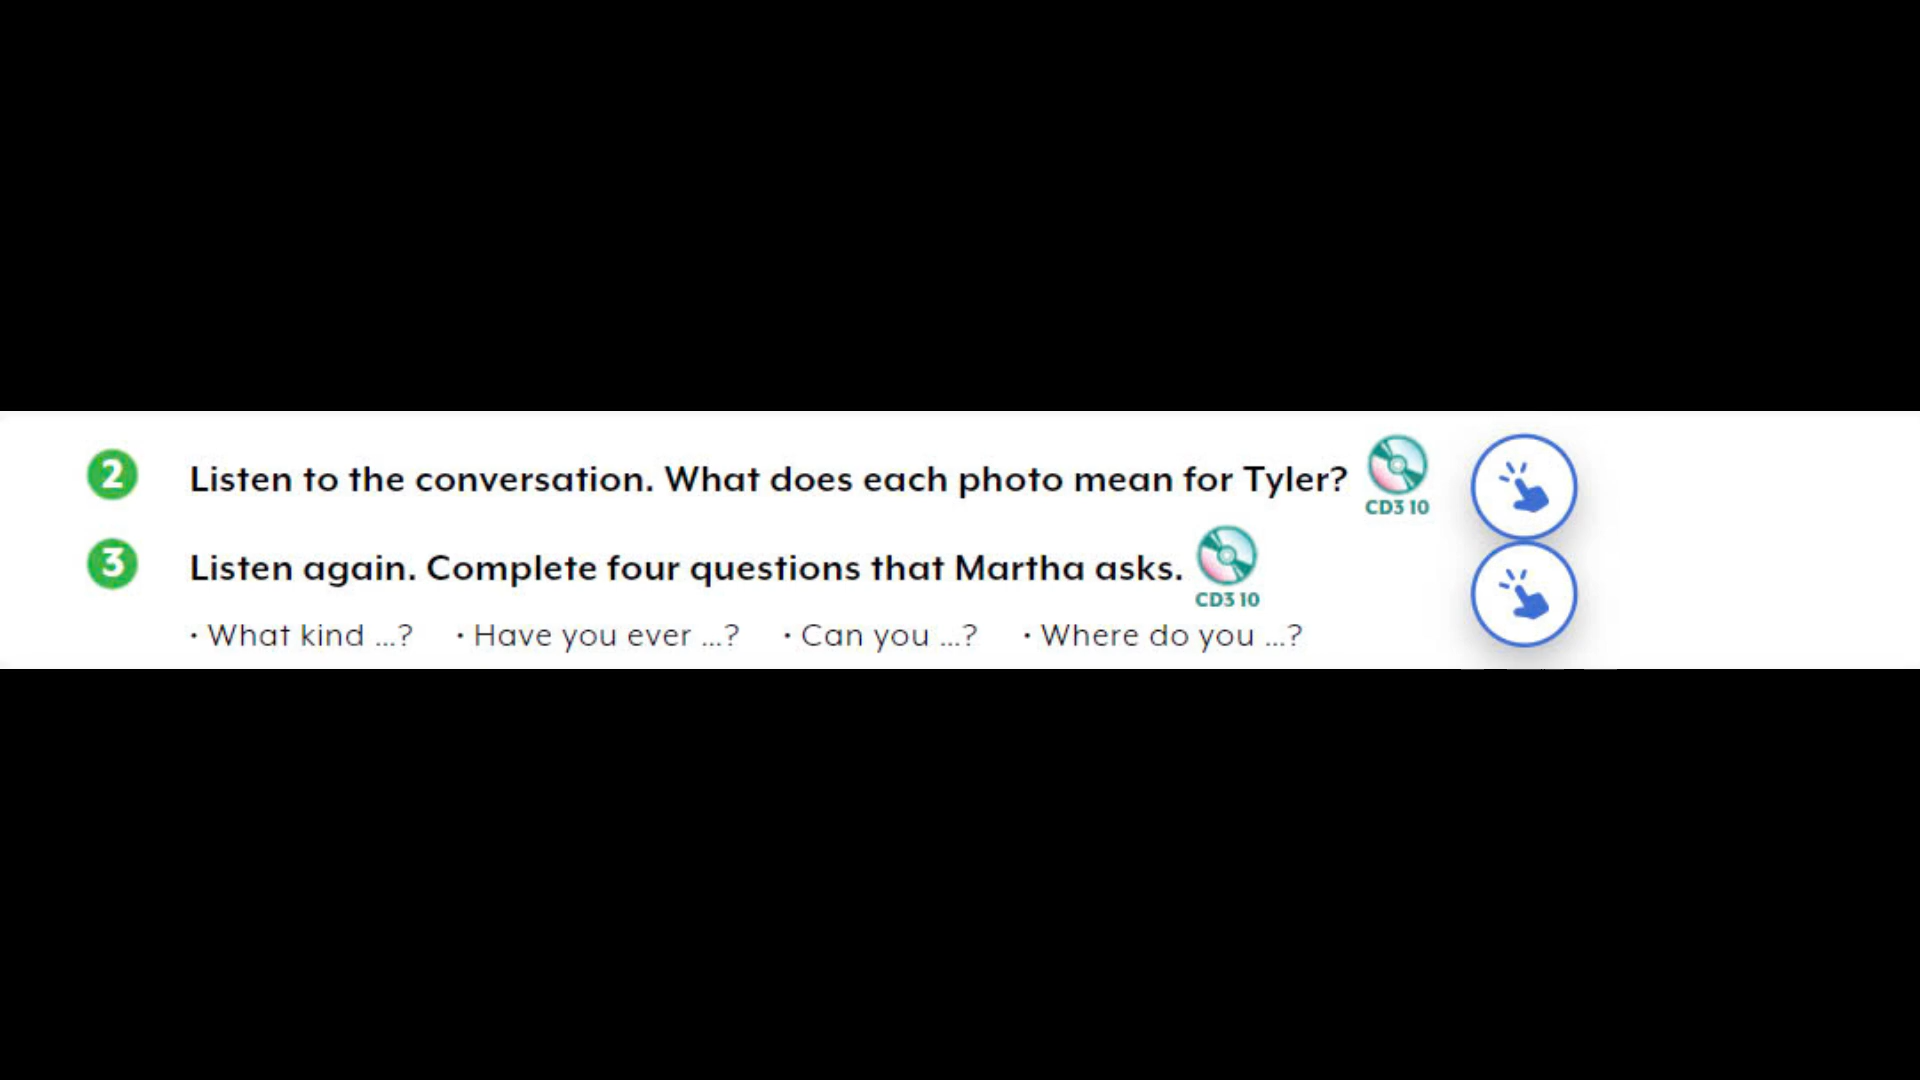 2 Listen to the conversation. What does each photo mean for Tyler? CD3 10
3 Listen again. Complete four questions that Martha asks. CD3 10
· What kind ...? · Have you ever ...? · Can you ...? · Where do you ...?